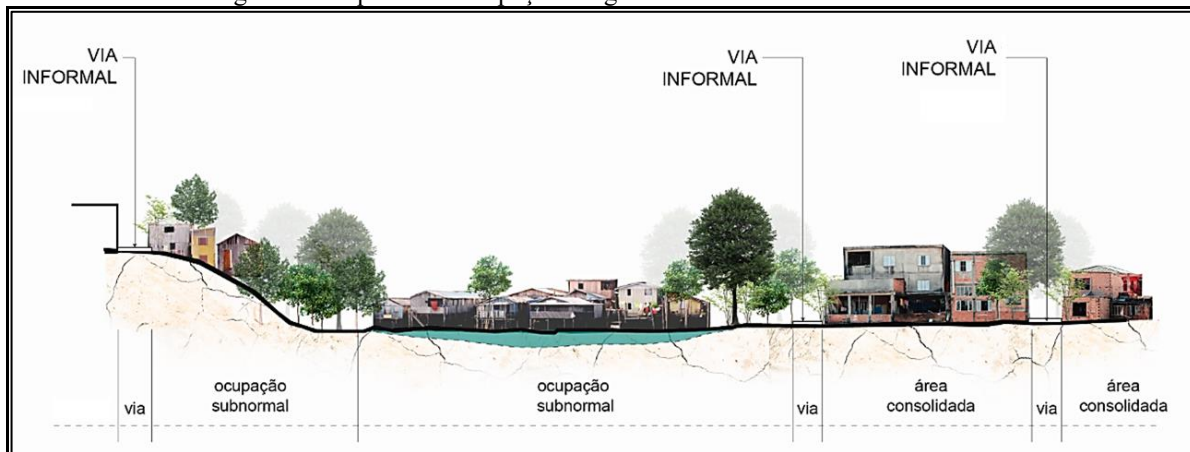 VIA
INFORMAL
VIA
INFORMAL
VIA
INFORMAL
via
ocupação
subnormal
ocupação
subnormal
via
área
consolidada
via
área
consolidada